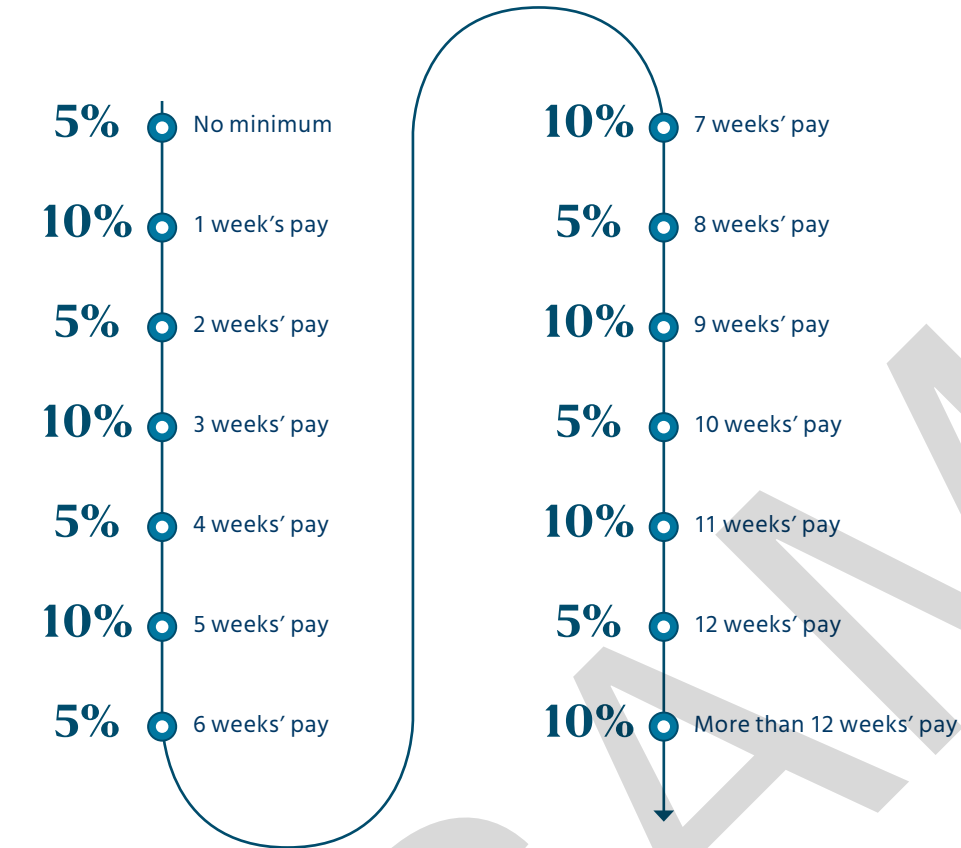 5% No minimum
10% 1 week's pay
5% 2 weeks' pay
10% 3 weeks' pay
5% 4 weeks' pay
10% 5 weeks' pay
5% 6 weeks' pay
10% 7 weeks' pay
5% 8 weeks' pay
10% 9 weeks' pay
5% 10 weeks' pay
10% 11 weeks' pay
5% 12 weeks' pay
10% More than 12 weeks' pay